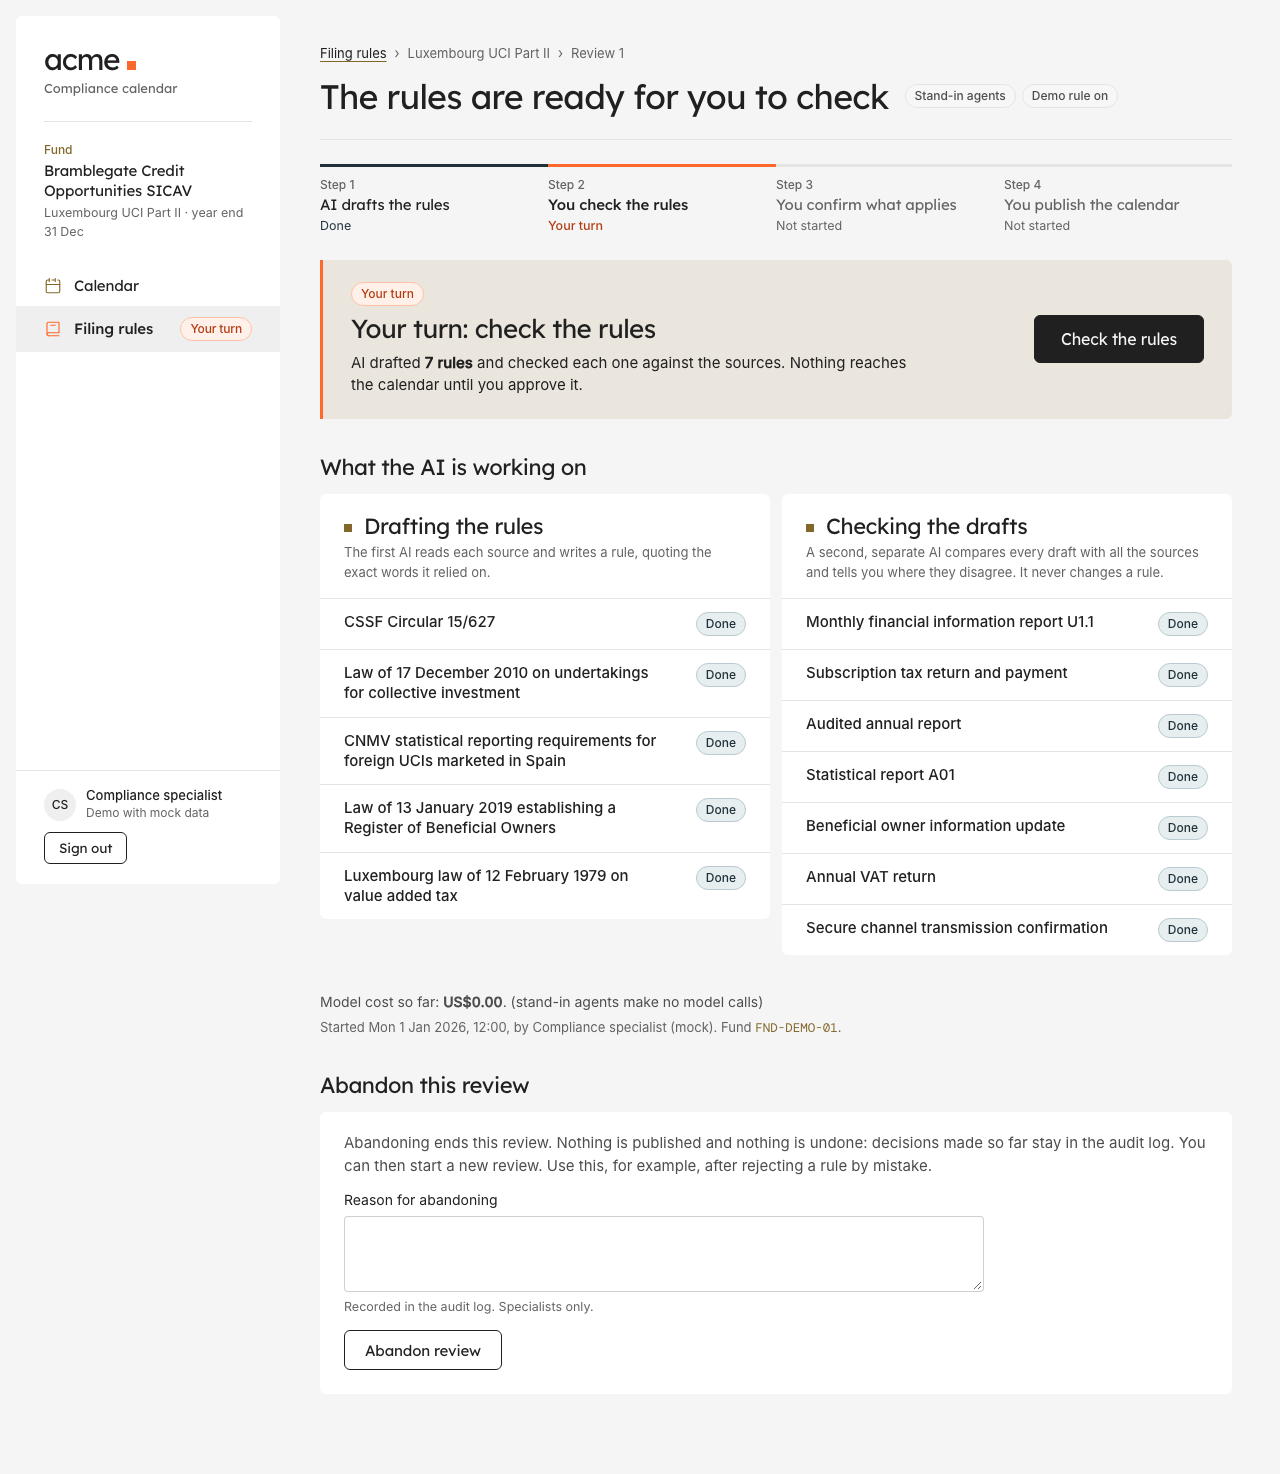 acme
Compliance calendar
Fund
Bramblegate Credit
Opportunities SICAV
Luxembourg UCI Part II · year end
31 Dec
Calendar
Filing rules
Your turn
CS
Compliance specialist
Demo with mock data
Sign out
Filing rules › Luxembourg UCI Part II › Review 1
The rules are ready for you to check
Stand-in agents
Demo rule on
Step 1
AI drafts the rules
Done
Step 2
You check the rules
Your turn
Step 3
You confirm what applies
Not started
Step 4
You publish the calendar
Not started
Your turn
Your turn: check the rules
AI drafted 7 rules and checked each one against the sources. Nothing reaches
the calendar until you approve it.
Check the rules
What the AI is working on
Drafting the rules
The first AI reads each source and writes a rule, quoting the
exact words it relied on.
CSSF Circular 15/627
Done
Law of 17 December 2010 on undertakings
for collective investment
Done
CNMV statistical reporting requirements for
foreign UCIs marketed in Spain
Done
Law of 13 January 2019 establishing a
Register of Beneficial Owners
Done
Luxembourg law of 12 February 1979 on
value added tax
Done
Checking the drafts
A second, separate AI compares every draft with all the sources
and tells you where they disagree. It never changes a rule.
Monthly financial information report U1.1
Done
Subscription tax return and payment
Done
Audited annual report
Done
Statistical report A01
Done
Beneficial owner information update
Done
Annual VAT return
Done
Secure channel transmission confirmation
Done
Model cost so far: US$0.00. (stand-in agents make no model calls)
Started Mon 1 Jan 2026, 12:00, by Compliance specialist (mock). Fund FND-DEMO-01.
Abandon this review
Abandoning ends this review. Nothing is published and nothing is undone: decisions made so far stay in the audit log. You
can then start a new review. Use this, for example, after rejecting a rule by mistake.
Reason for abandoning
Recorded in the audit log. Specialists only.
Abandon review